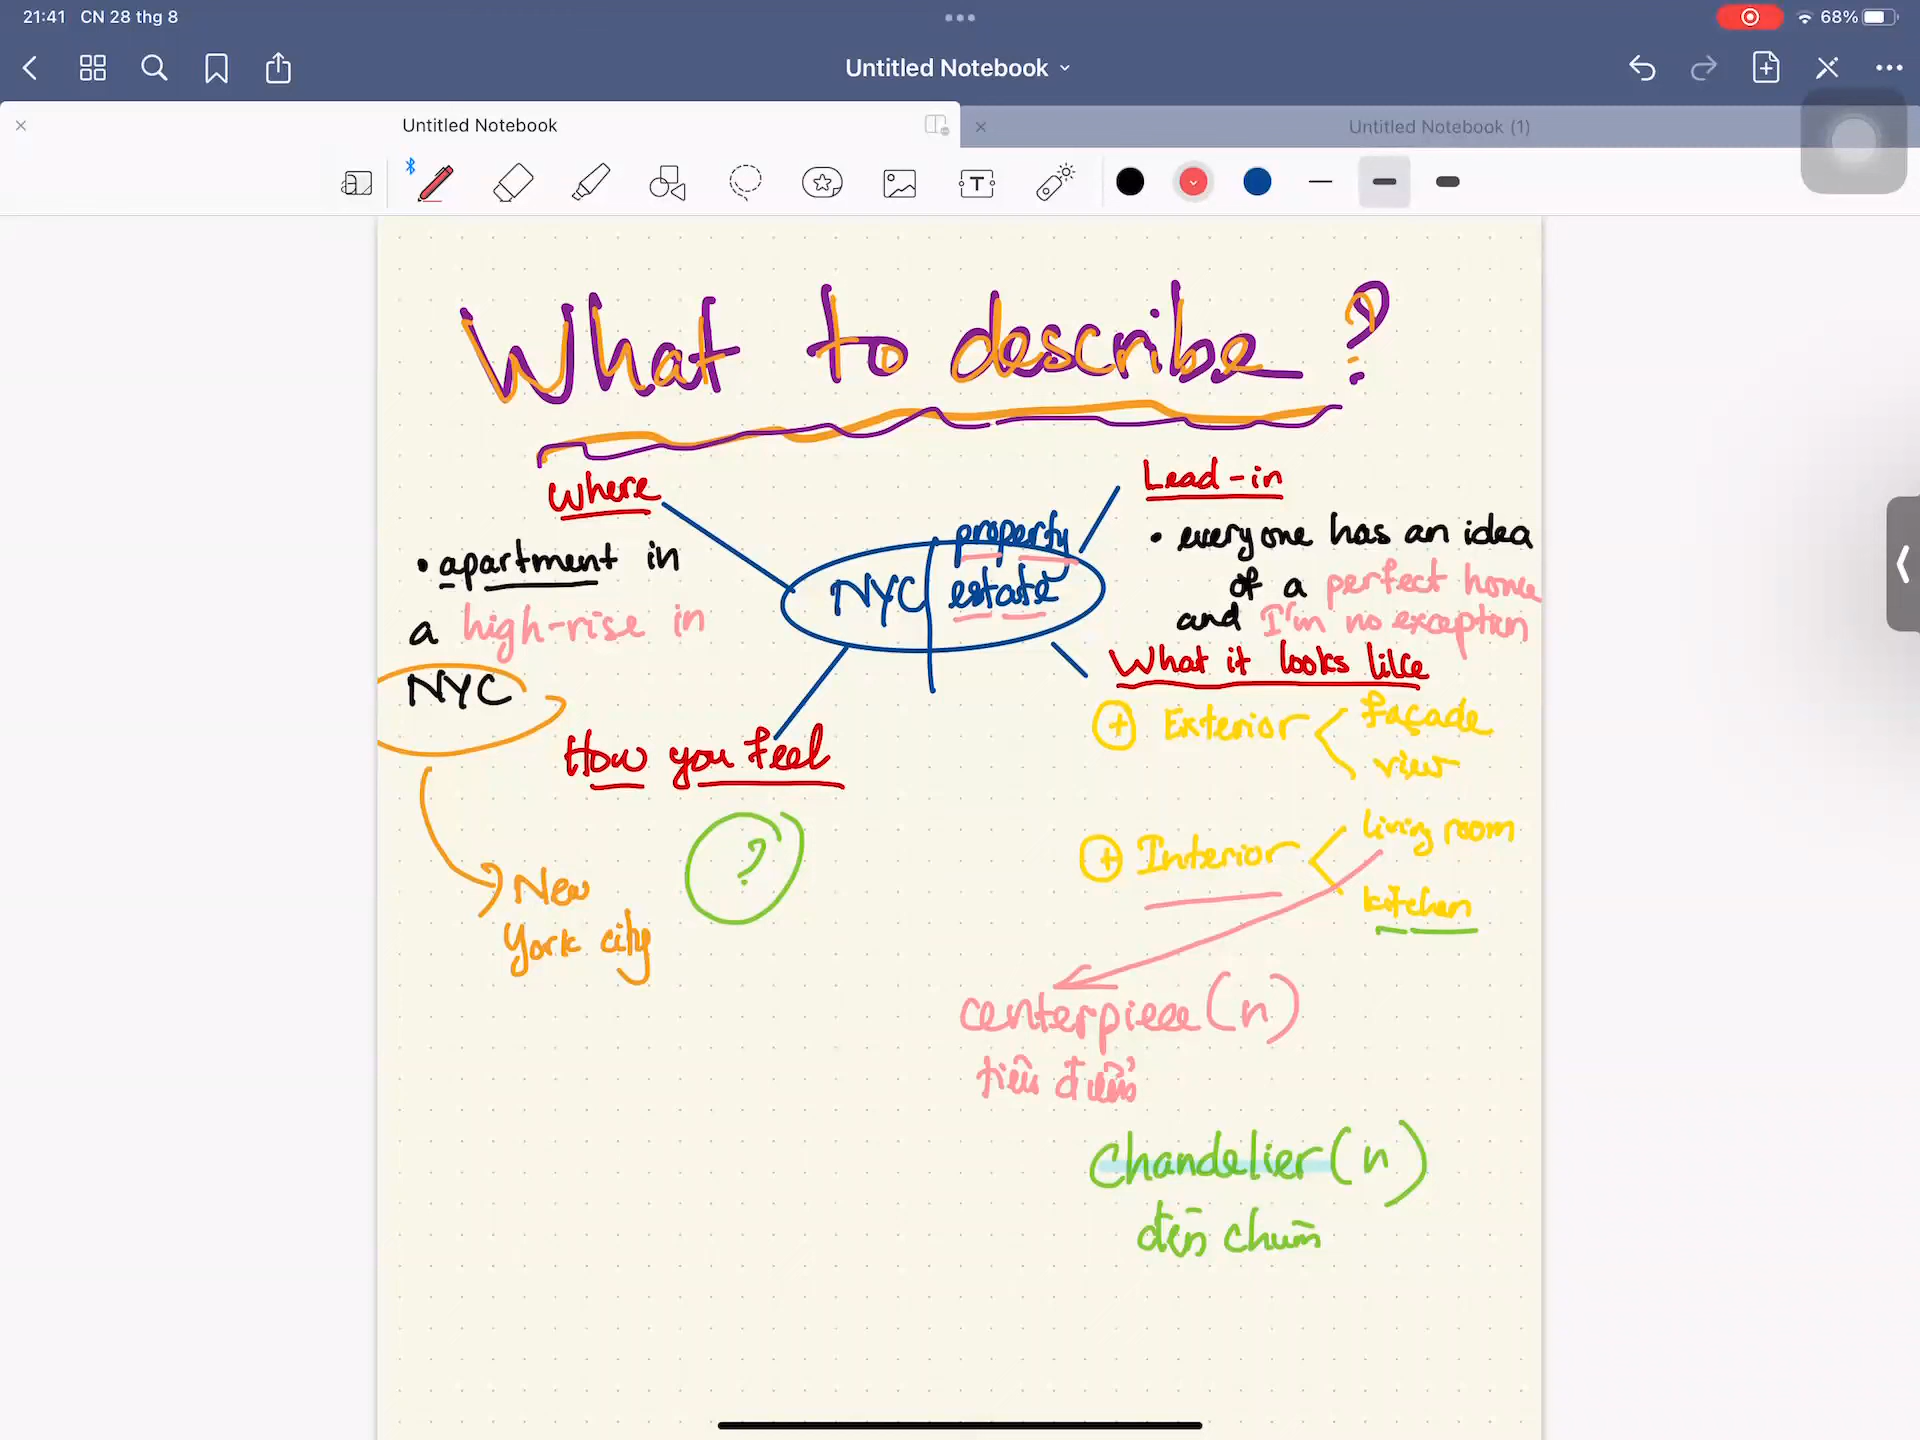 21:41 CN 28 thg 8
68%
Untitled Notebook
Untitled Notebook
Untitled Notebook (1)
What to describe ?
Where
• apartment in
a high-rise in
NYC
New
York city
NYC
property
estate
Lead-in
• everyone has an idea
of a perfect home
and I'm no exception
What it looks like
+ Exterior
façade
view
+ Interior
living room
kitchen
How you feel
?
centerpiece (n)
tiêu điểm
Chandelier (n)
đèn chùm